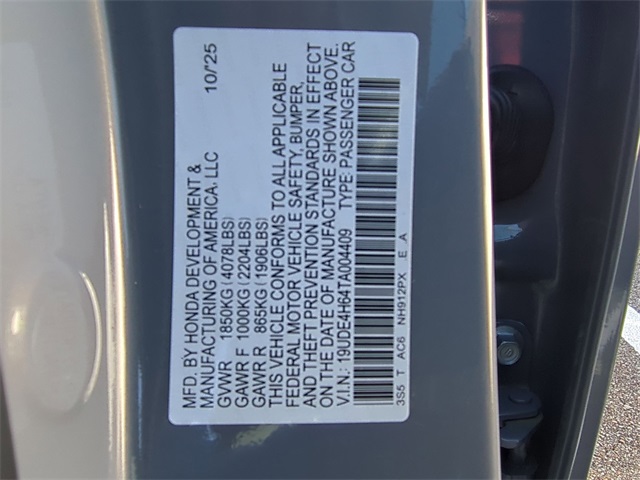 MFD. BY HONDA DEVELOPMENT & 10/'25
MANUFACTURING OF AMERICA, LLC
GVWR 1850KG (4078LBS)
GAWR F 1000KG (2204LBS)
GAWR R 865KG (1906LBS)
THIS VEHICLE CONFORMS TO ALL APPLICABLE
FEDERAL MOTOR VEHICLE SAFETY, BUMPER,
AND THEFT PREVENTION STANDARDS IN EFFECT
ON THE DATE OF MANUFACTURE SHOWN ABOVE.
V.I.N.: 19UDE4H64TA004409 TYPE: PASSENGER CAR
3S5 T AC6 NH912PX E A